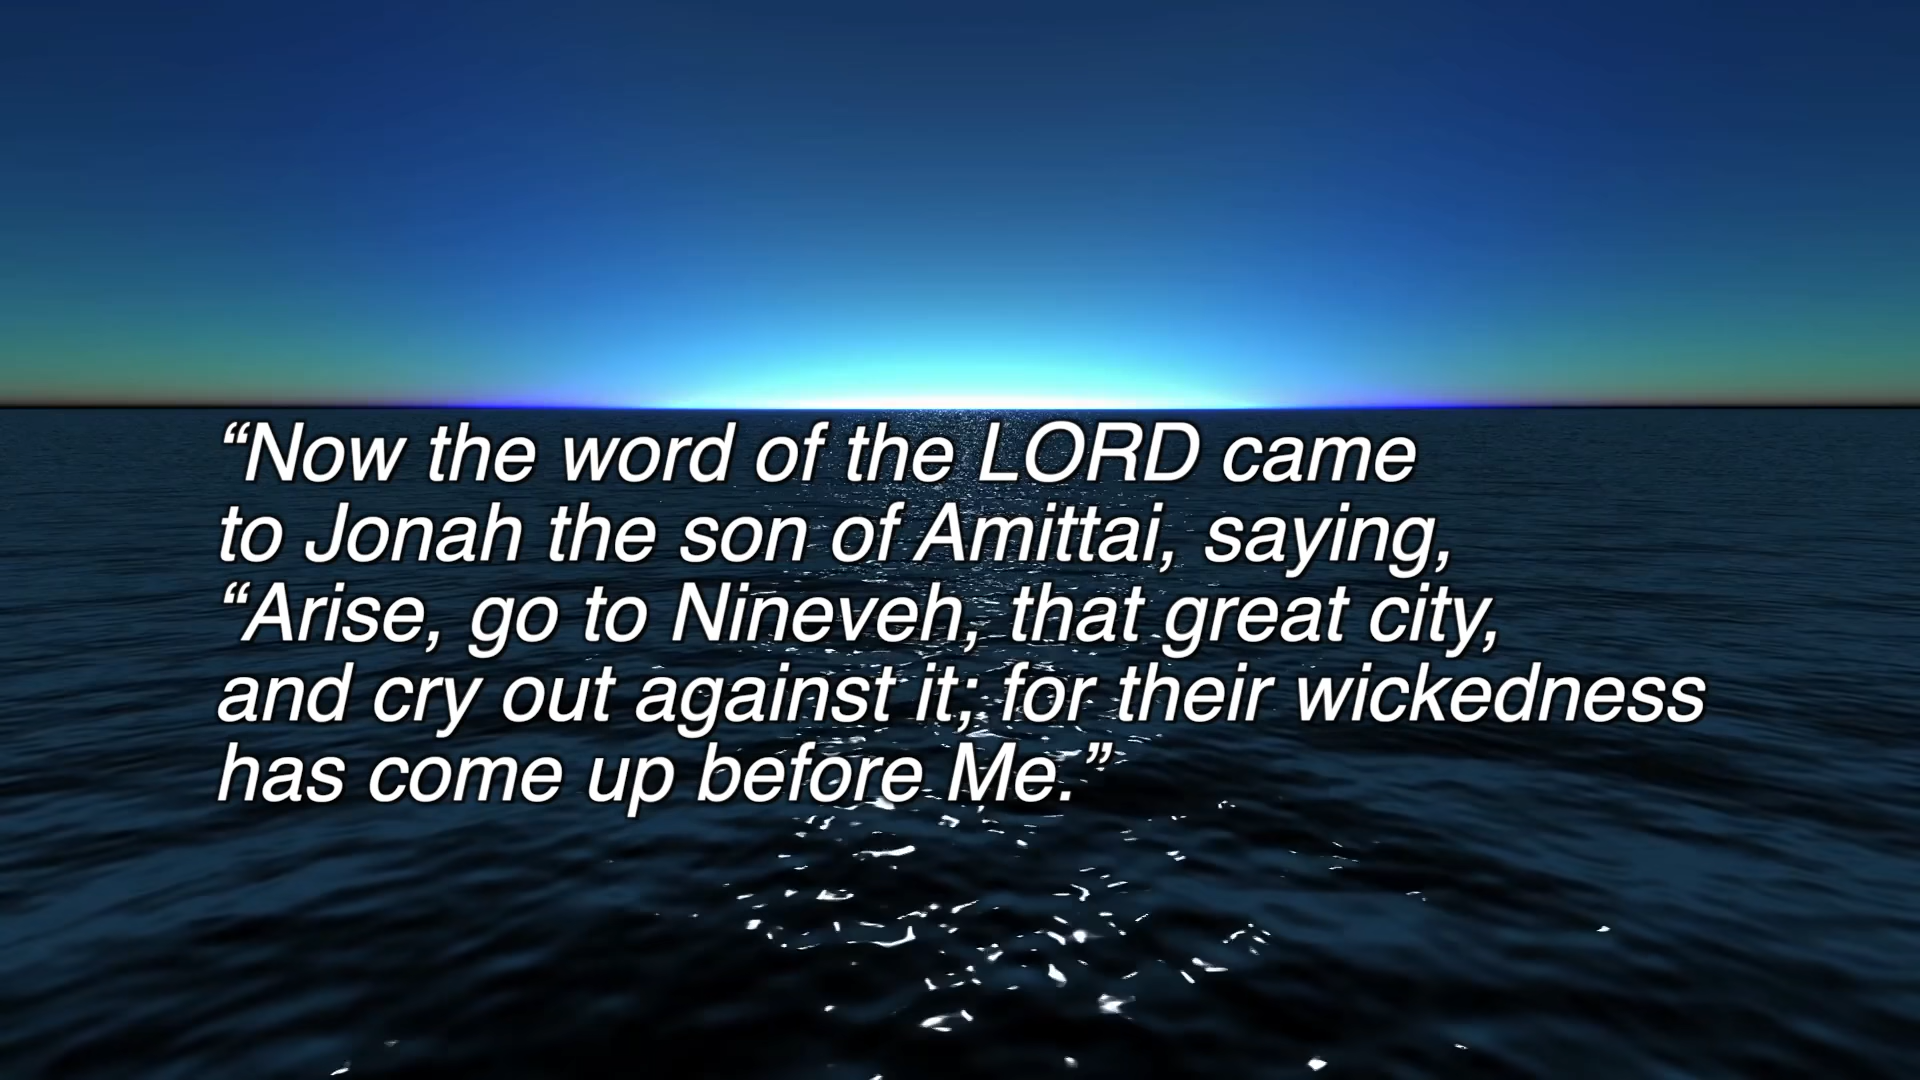 “Now the word of the LORD came
to Jonah the son of Amittai, saying,
“Arise, go to Nineveh, that great city,
and cry out against it; for their wickedness
has come up before Me.”